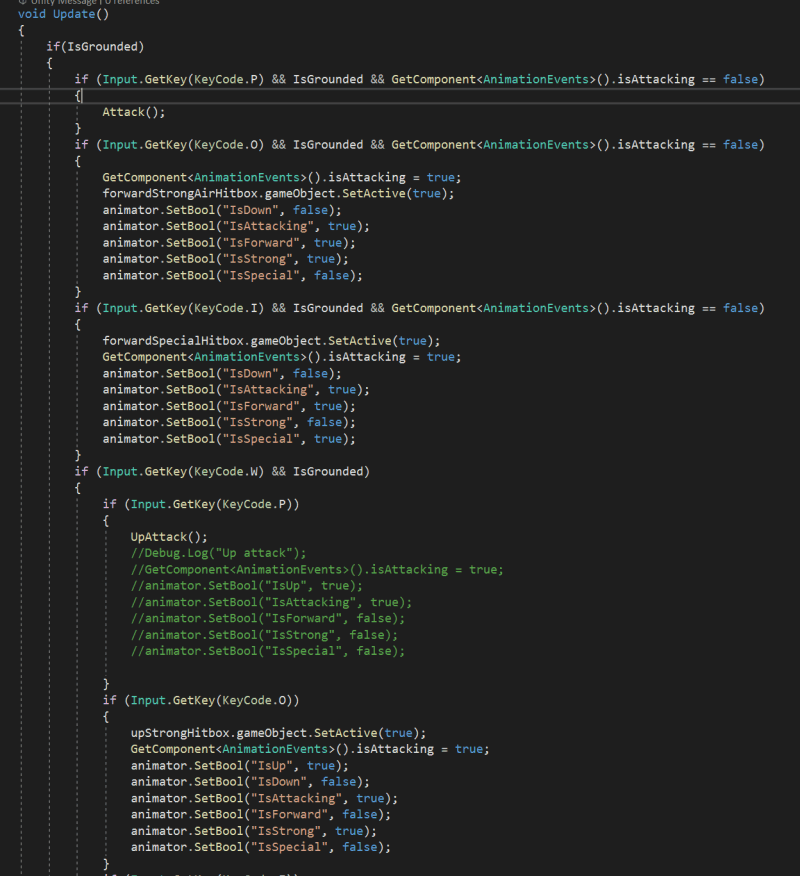 Unity Message | 0 references
void Update()
{
if(IsGrounded)
{
if (Input.GetKey(KeyCode.P) && IsGrounded && GetComponent<AnimationEvents>().isAttacking == false)
{
Attack();
}
if (Input.GetKey(KeyCode.O) && IsGrounded && GetComponent<AnimationEvents>().isAttacking == false)
{
GetComponent<AnimationEvents>().isAttacking = true;
forwardStrongAirHitbox.gameObject.SetActive(true);
animator.SetBool("IsDown", false);
animator.SetBool("IsAttacking", true);
animator.SetBool("IsForward", true);
animator.SetBool("IsStrong", true);
animator.SetBool("IsSpecial", false);
}
if (Input.GetKey(KeyCode.I) && IsGrounded && GetComponent<AnimationEvents>().isAttacking == false)
{
forwardSpecialHitbox.gameObject.SetActive(true);
GetComponent<AnimationEvents>().isAttacking = true;
animator.SetBool("IsDown", false);
animator.SetBool("IsAttacking", true);
animator.SetBool("IsForward", true);
animator.SetBool("IsStrong", false);
animator.SetBool("IsSpecial", true);
}
if (Input.GetKey(KeyCode.W) && IsGrounded)
{
if (Input.GetKey(KeyCode.P))
{
UpAttack();
//Debug.Log("Up attack");
//GetComponent<AnimationEvents>().isAttacking = true;
//animator.SetBool("IsUp", true);
//animator.SetBool("IsAttacking", true);
//animator.SetBool("IsForward", false);
//animator.SetBool("IsStrong", false);
//animator.SetBool("IsSpecial", false);
}
if (Input.GetKey(KeyCode.O))
{
upStrongHitbox.gameObject.SetActive(true);
GetComponent<AnimationEvents>().isAttacking = true;
animator.SetBool("IsUp", true);
animator.SetBool("IsDown", false);
animator.SetBool("IsAttacking", true);
animator.SetBool("IsForward", false);
animator.SetBool("IsStrong", true);
animator.SetBool("IsSpecial", false);
}